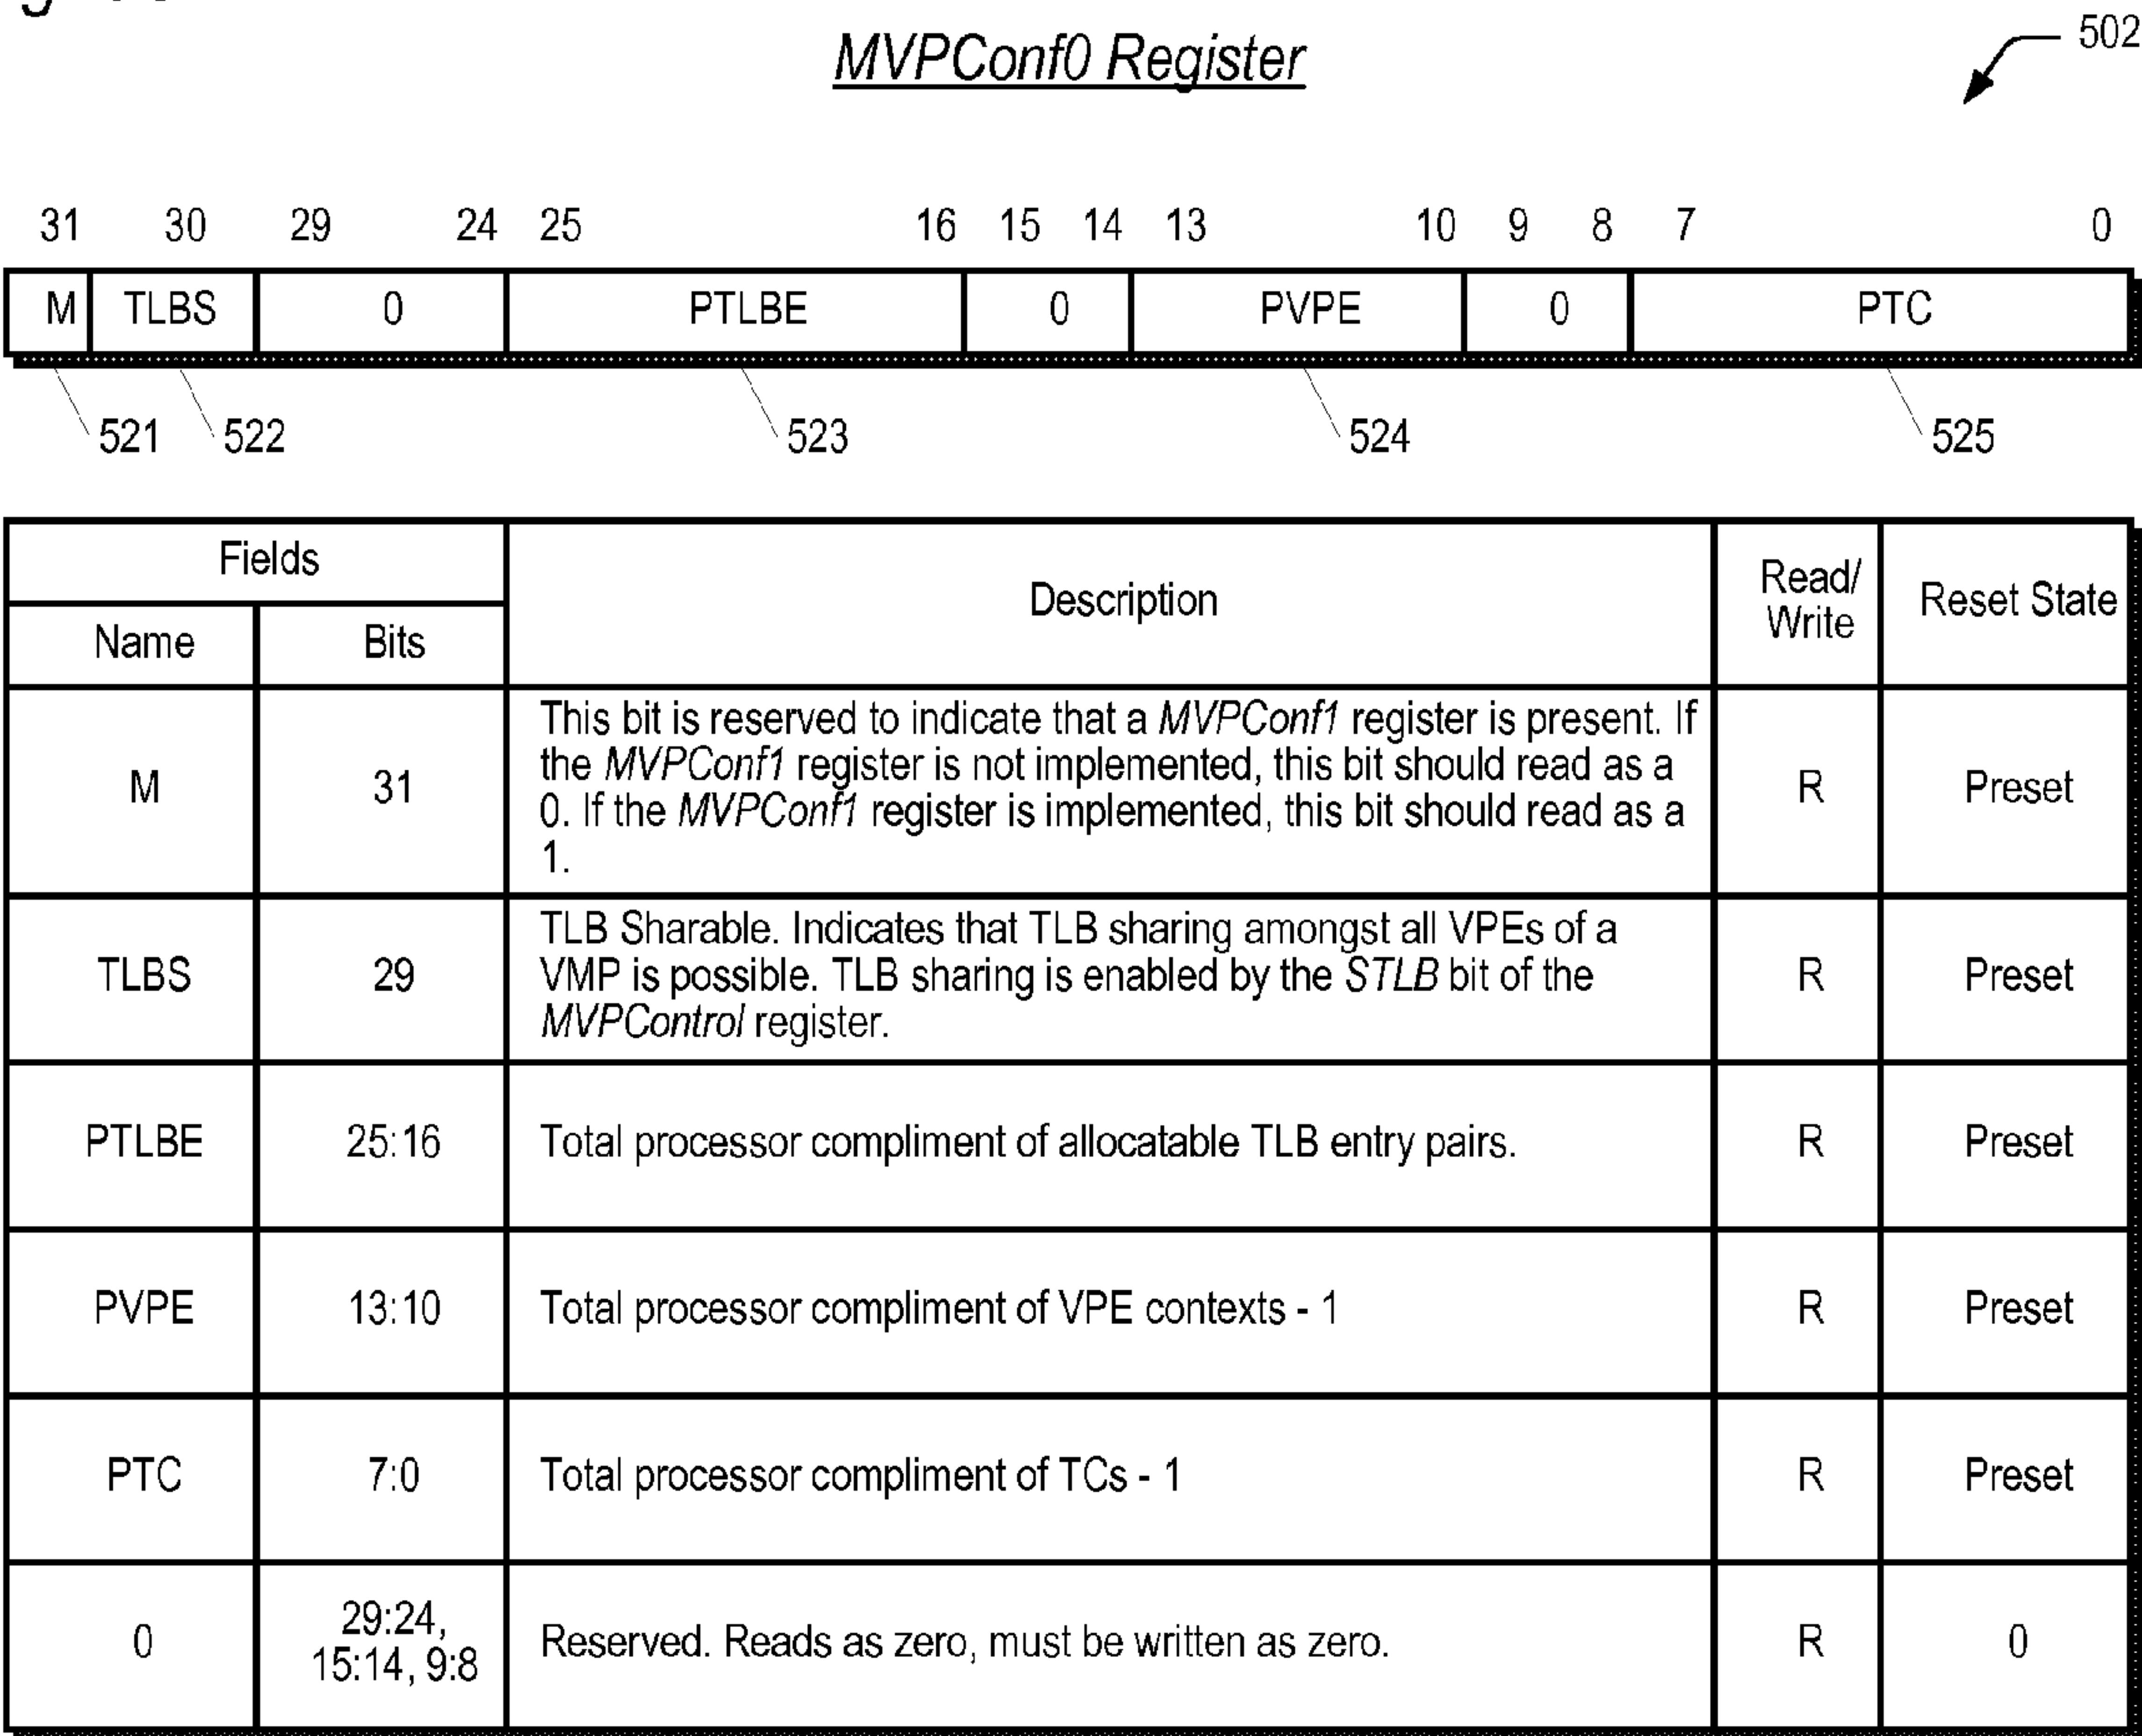 MVPConf0 Register
502
31 30 29 24 25 16 15 14 13 10 9 8 7 0
M TLBS 0 PTLBE 0 PVPE 0 PTC
521 522 523 524 525
Fields
Description
Read/
Write
Reset State
Name Bits
M 31
This bit is reserved to indicate that a MVPConf1 register is present. If
the MVPConf1 register is not implemented, this bit should read as a
0. If the MVPConf1 register is implemented, this bit should read as a
1.
R Preset
TLBS 29
TLB Sharable. Indicates that TLB sharing amongst all VPEs of a
VMP is possible. TLB sharing is enabled by the STLB bit of the
MVPControl register.
R Preset
PTLBE 25:16 Total processor compliment of allocatable TLB entry pairs. R Preset
PVPE 13:10 Total processor compliment of VPE contexts - 1 R Preset
PTC 7:0 Total processor compliment of TCs - 1 R Preset
0
29:24,
15:14, 9:8
Reserved. Reads as zero, must be written as zero. R 0